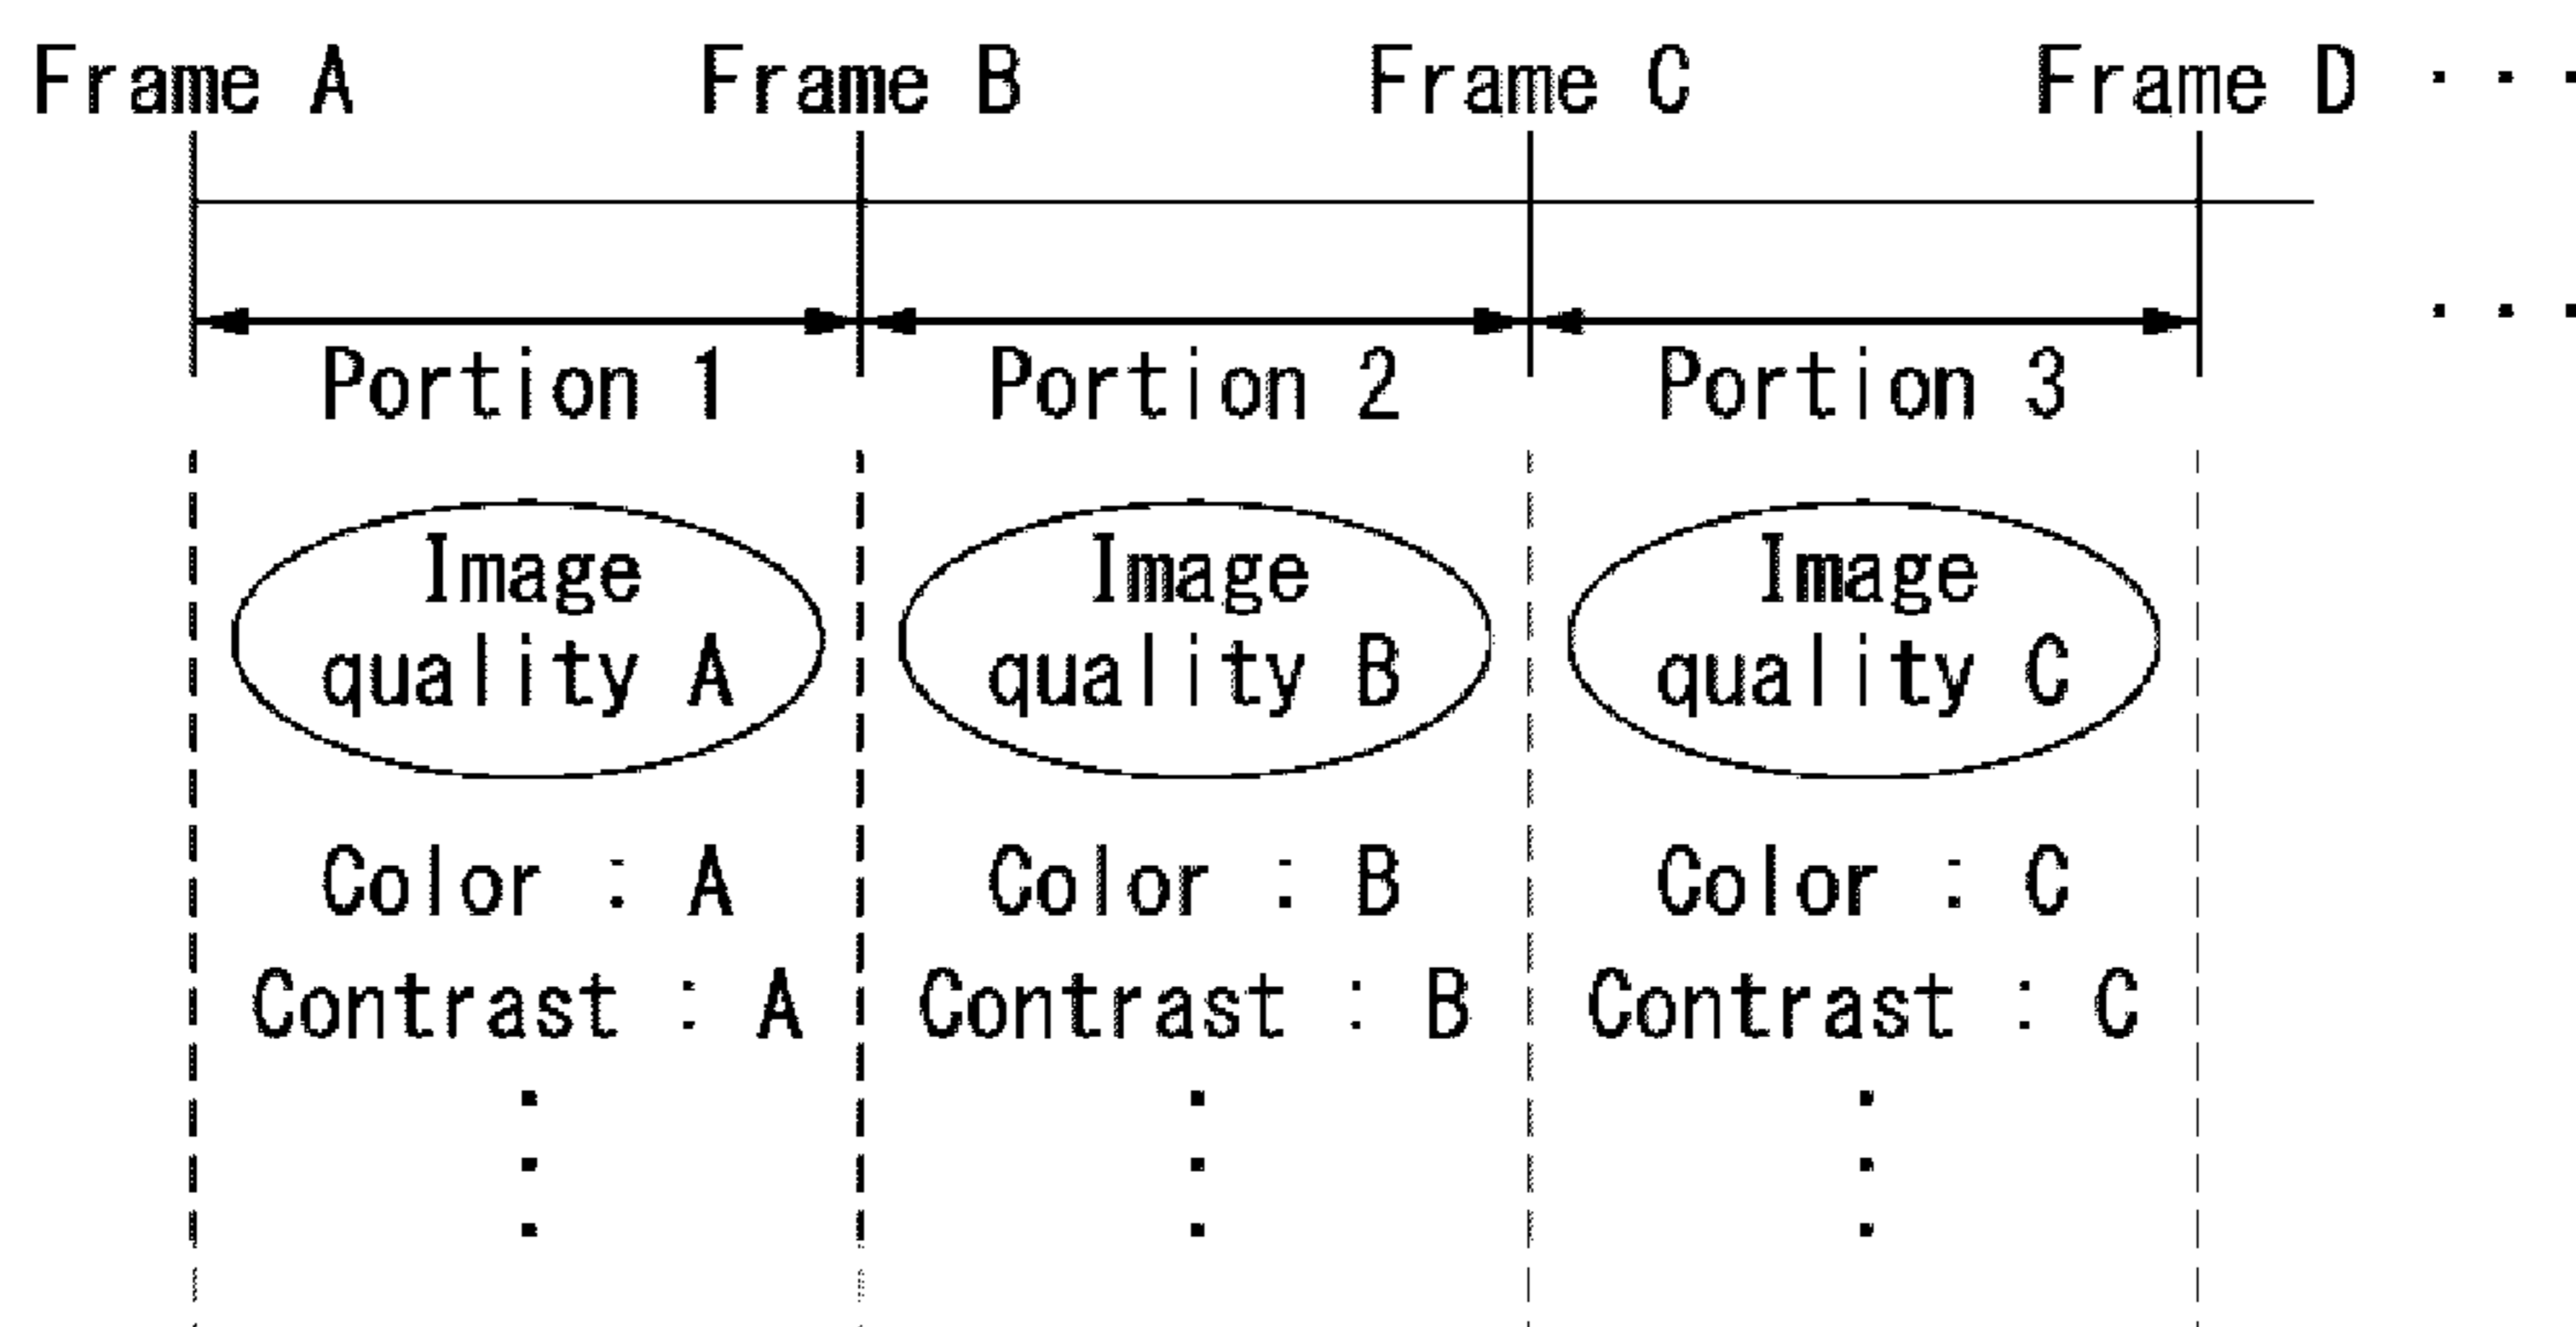 Frame A Frame B Frame C Frame D ...
...
Portion 1 Portion 2 Portion 3
Image Image Image
quality A quality B quality C
Color : A Color : B Color : C
Contrast : A Contrast : B Contrast : C